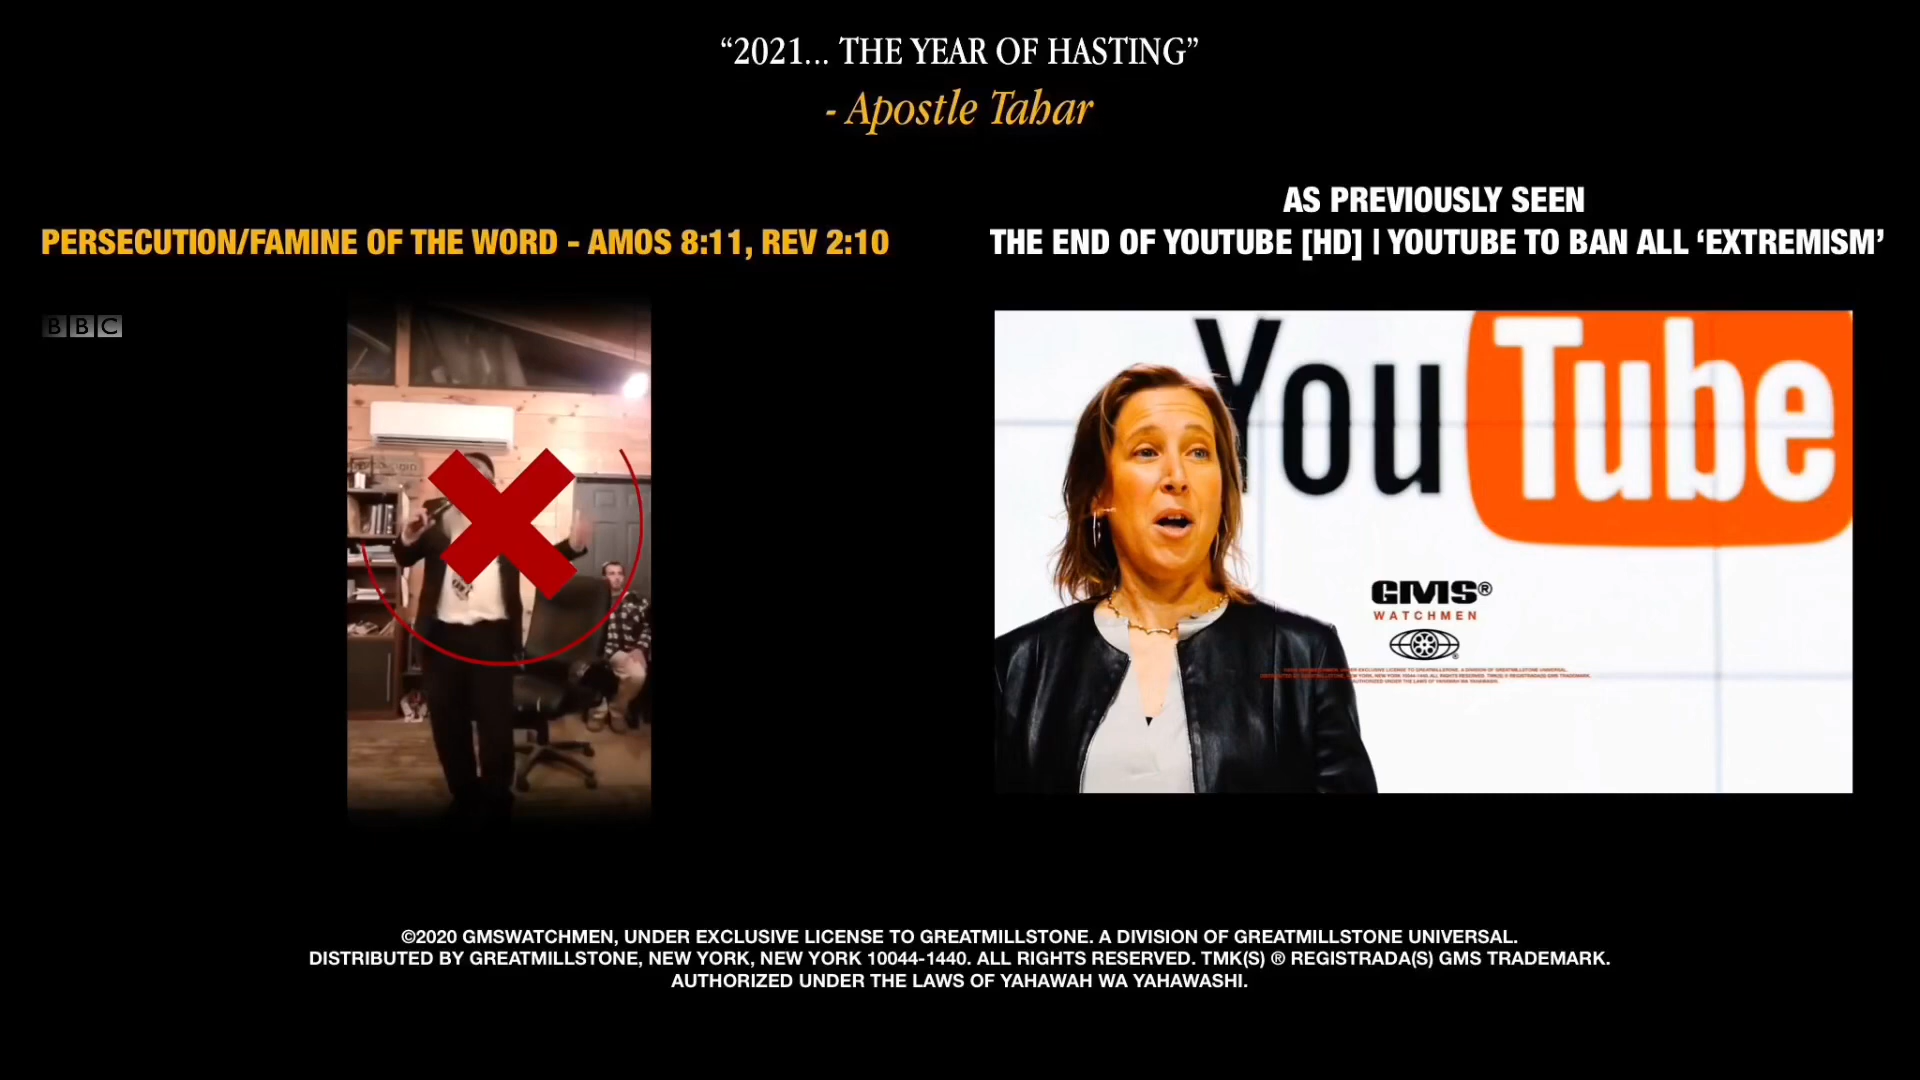 “2021... THE YEAR OF HASTING”
- Apostle Tahar
PERSECUTION/FAMINE OF THE WORD - AMOS 8:11, REV 2:10
AS PREVIOUSLY SEEN
THE END OF YOUTUBE [HD] | YOUTUBE TO BAN ALL ‘EXTREMISM’
BBC
YouTube
GMS®
WATCHMEN
©2020 GMSWATCHMEN, UNDER EXCLUSIVE LICENSE TO GREATMILLSTONE. A DIVISION OF GREATMILLSTONE UNIVERSAL.
DISTRIBUTED BY GREATMILLSTONE, NEW YORK, NEW YORK 10044-1440. ALL RIGHTS RESERVED. TMK(S) ® REGISTRADA(S) GMS TRADEMARK.
AUTHORIZED UNDER THE LAWS OF YAHAWAH WA YAHAWASHI.